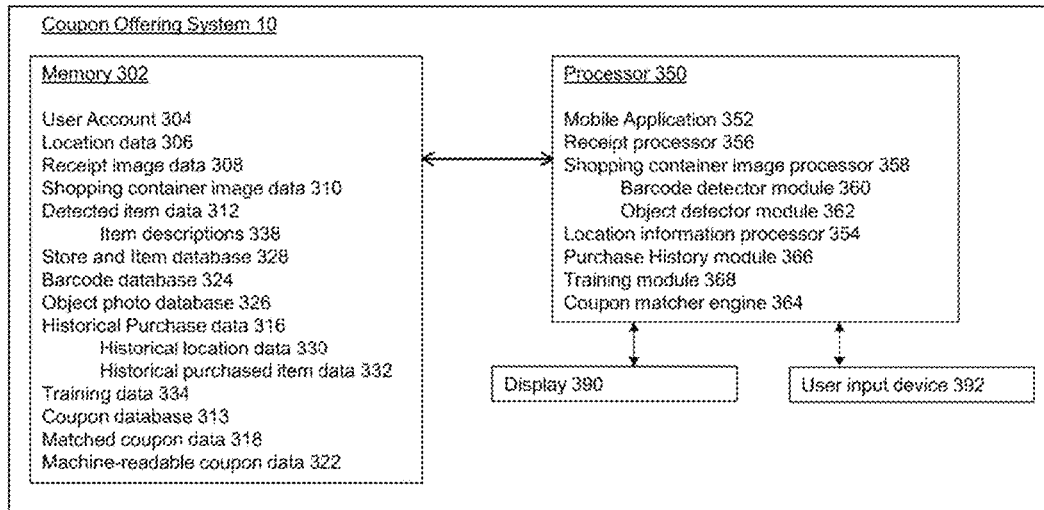 Coupon Offering System 10
Memory 302
User Account 304
Location data 306
Receipt image data 308
Shopping container image data 310
Detected item data 312
Item descriptions 338
Store and Item database 328
Barcode database 324
Object photo database 326
Historical Purchase data 316
Historical location data 330
Historical purchased item data 332
Training data 334
Coupon database 313
Matched coupon data 318
Machine-readable coupon data 322
Processor 350
Mobile Application 352
Receipt processor 356
Shopping container image processor 358
Barcode detector module 360
Object detector module 362
Location information processor 354
Purchase History module 366
Training module 368
Coupon matcher engine 364
Display 390
User input device 392